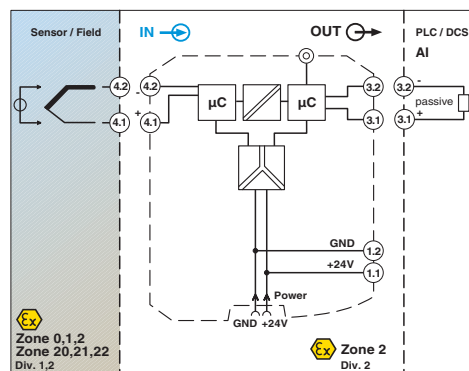 Sensor / Field
IN
OUT
PLC / DCS
AI
4.2
4.2
-
µC
µC
3.2
3.2
-
passive
+
4.1
4.1
+
3.1
3.1
GND
1.2
+24V
1.1
Power
GND +24V
Ex
Zone 0,1,2
Zone 20,21,22
Div. 1,2
Ex
Zone 2
Div. 2